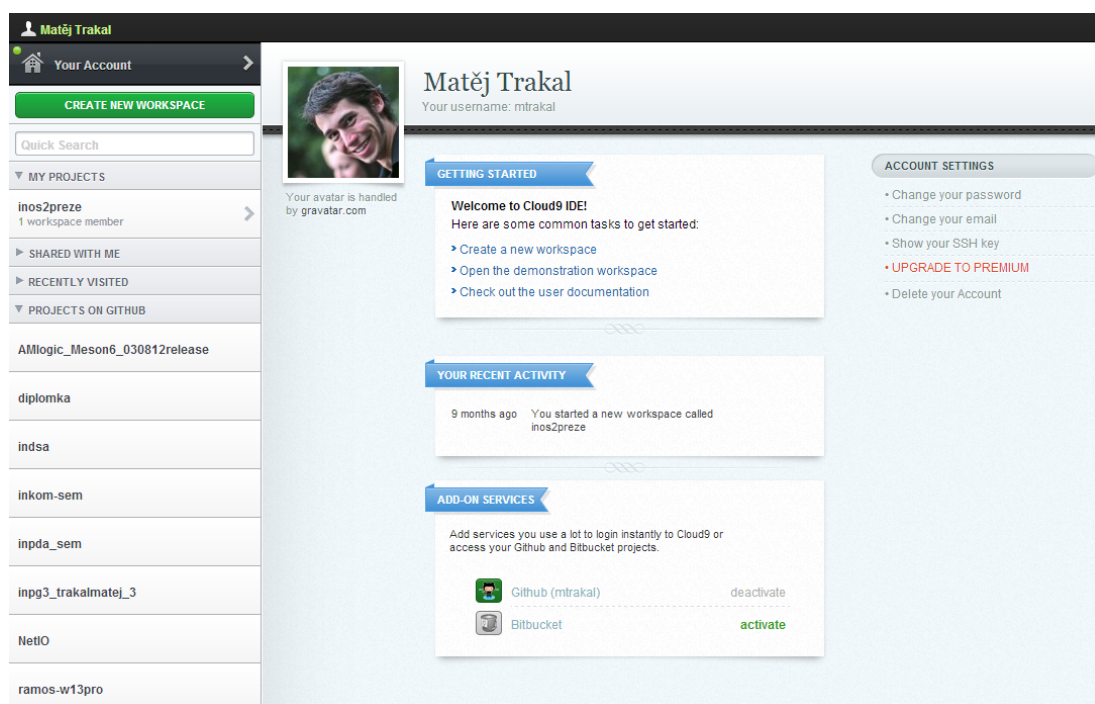 Matěj Trakal
Your Account
CREATE NEW WORKSPACE
Quick Search
MY PROJECTS
inos2preze
1 workspace member
SHARED WITH ME
RECENTLY VISITED
PROJECTS ON GITHUB
AMlogic_Meson6_030812release
diplomka
indsa
inkom-sem
inpda_sem
inpg3_trakalmatej_3
NetIO
ramos-w13pro
Matěj Trakal
Your username: mtrakal
Your avatar is handled
by gravatar.com
GETTING STARTED
Welcome to Cloud9 IDE!
Here are some common tasks to get started:
Create a new workspace
Open the demonstration workspace
Check out the user documentation
YOUR RECENT ACTIVITY
9 months ago You started a new workspace called
inos2preze
ADD-ON SERVICES
Add services you use a lot to login instantly to Cloud9 or
access your Github and Bitbucket projects.
Github (mtrakal) deactivate
Bitbucket activate
ACCOUNT SETTINGS
• Change your password
• Change your email
• Show your SSH key
• UPGRADE TO PREMIUM
• Delete your Account